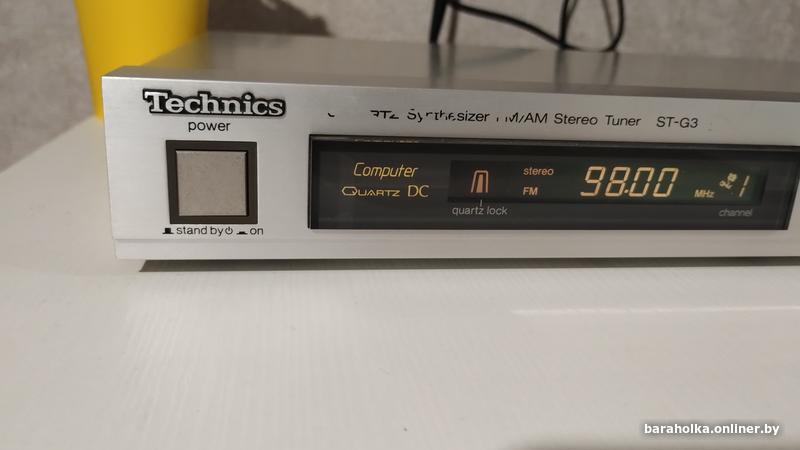 Technics
Synthesizer FM/AM Stereo Tuner ST-G3
power
Computer
QUARTZ DC
stereo
FM
98.00 MHz
quartz lock
channel
stand by on
baraholka.onliner.by